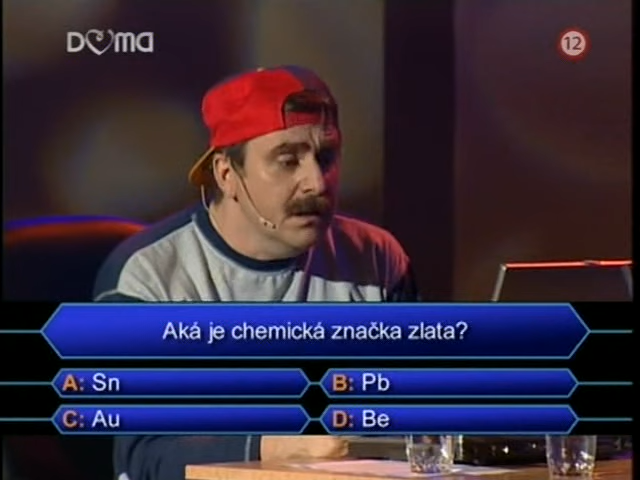 DOMA
12
Aká je chemická značka zlata?
A: Sn
B: Pb
C: Au
D: Be